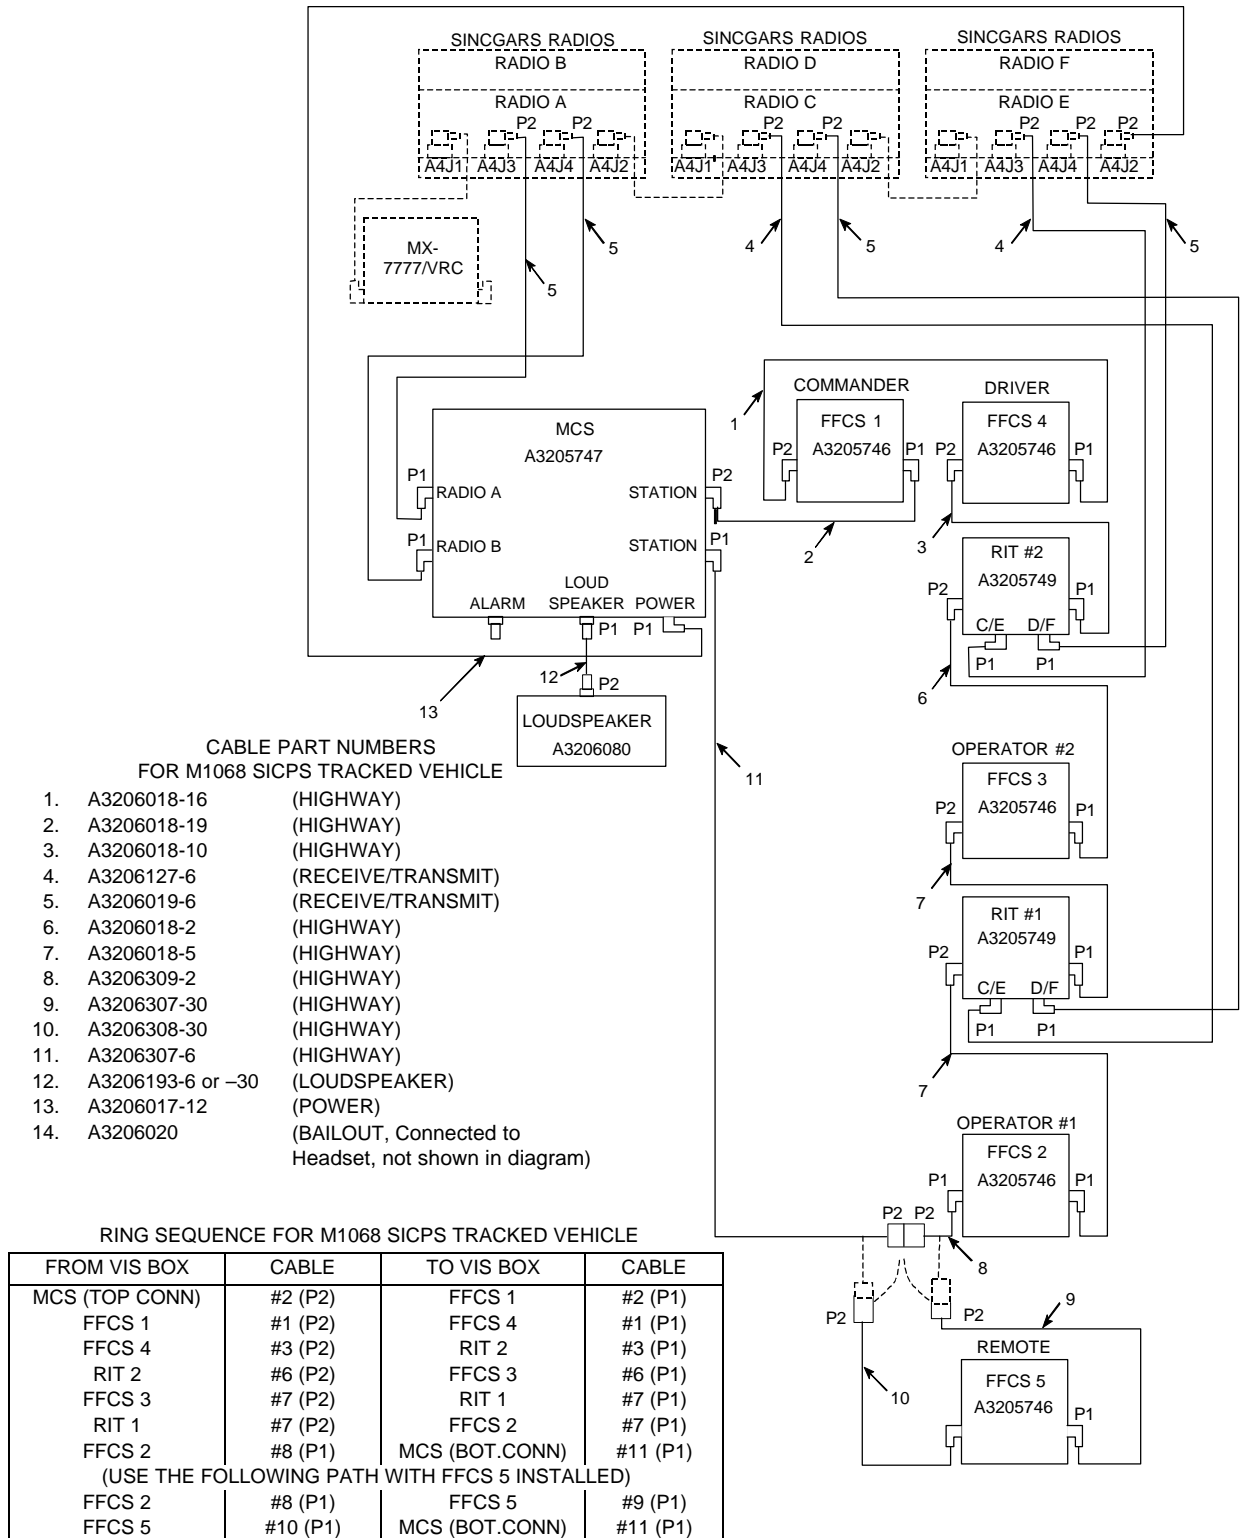 SINCGARS RADIOS
SINCGARS RADIOS
SINCGARS RADIOS
RADIO B
RADIO D
RADIO F
RADIO A
RADIO C
RADIO E
P2 P2
P2 P2
P2 P2 P2
A4J1 A4J3 A4J4 A4J2
A4J1 A4J3 A4J4 A4J2
A4J1 A4J3 A4J4 A4J2
MX-
7777/VRC
5
5
4
5
4
5
COMMANDER
DRIVER
1
MCS
A3205747
FFCS 1
A3205746
P2
P1
FFCS 4
A3205746
P2
P1
P1
RADIO A
STATION
P2
P1
RADIO B
STATION
P1
2
3
ALARM
LOUD
SPEAKER
POWER
P1
P1
RIT #2
A3205749
P2
P1
C/E D/F
P1 P1
6
12
P2
13
LOUDSPEAKER
A3206080
11
OPERATOR #2
FFCS 3
A3205746
P2
P1
7
RIT #1
A3205749
P2
P1
C/E D/F
P1 P1
7
OPERATOR #1
FFCS 2
A3205746
P1
P1
P2 P2
8
P2
P2
9
REMOTE
FFCS 5
A3205746
P1
10
CABLE PART NUMBERS
FOR M1068 SICPS TRACKED VEHICLE
1. A3206018-16 (HIGHWAY)
2. A3206018-19 (HIGHWAY)
3. A3206018-10 (HIGHWAY)
4. A3206127-6 (RECEIVE/TRANSMIT)
5. A3206019-6 (RECEIVE/TRANSMIT)
6. A3206018-2 (HIGHWAY)
7. A3206018-5 (HIGHWAY)
8. A3206309-2 (HIGHWAY)
9. A3206307-30 (HIGHWAY)
10. A3206308-30 (HIGHWAY)
11. A3206307-6 (HIGHWAY)
12. A3206193-6 or –30 (LOUDSPEAKER)
13. A3206017-12 (POWER)
14. A3206020 (BAILOUT, Connected to
Headset, not shown in diagram)
RING SEQUENCE FOR M1068 SICPS TRACKED VEHICLE
FROM VIS BOX CABLE TO VIS BOX CABLE
MCS (TOP CONN) #2 (P2) FFCS 1 #2 (P1)
FFCS 1 #1 (P2) FFCS 4 #1 (P1)
FFCS 4 #3 (P2) RIT 2 #3 (P1)
RIT 2 #6 (P2) FFCS 3 #6 (P1)
FFCS 3 #7 (P2) RIT 1 #7 (P1)
RIT 1 #7 (P2) FFCS 2 #7 (P1)
FFCS 2 #8 (P1) MCS (BOT.CONN) #11 (P1)
(USE THE FOLLOWING PATH WITH FFCS 5 INSTALLED)
FFCS 2 #8 (P1) FFCS 5 #9 (P1)
FFCS 5 #10 (P1) MCS (BOT.CONN) #11 (P1)